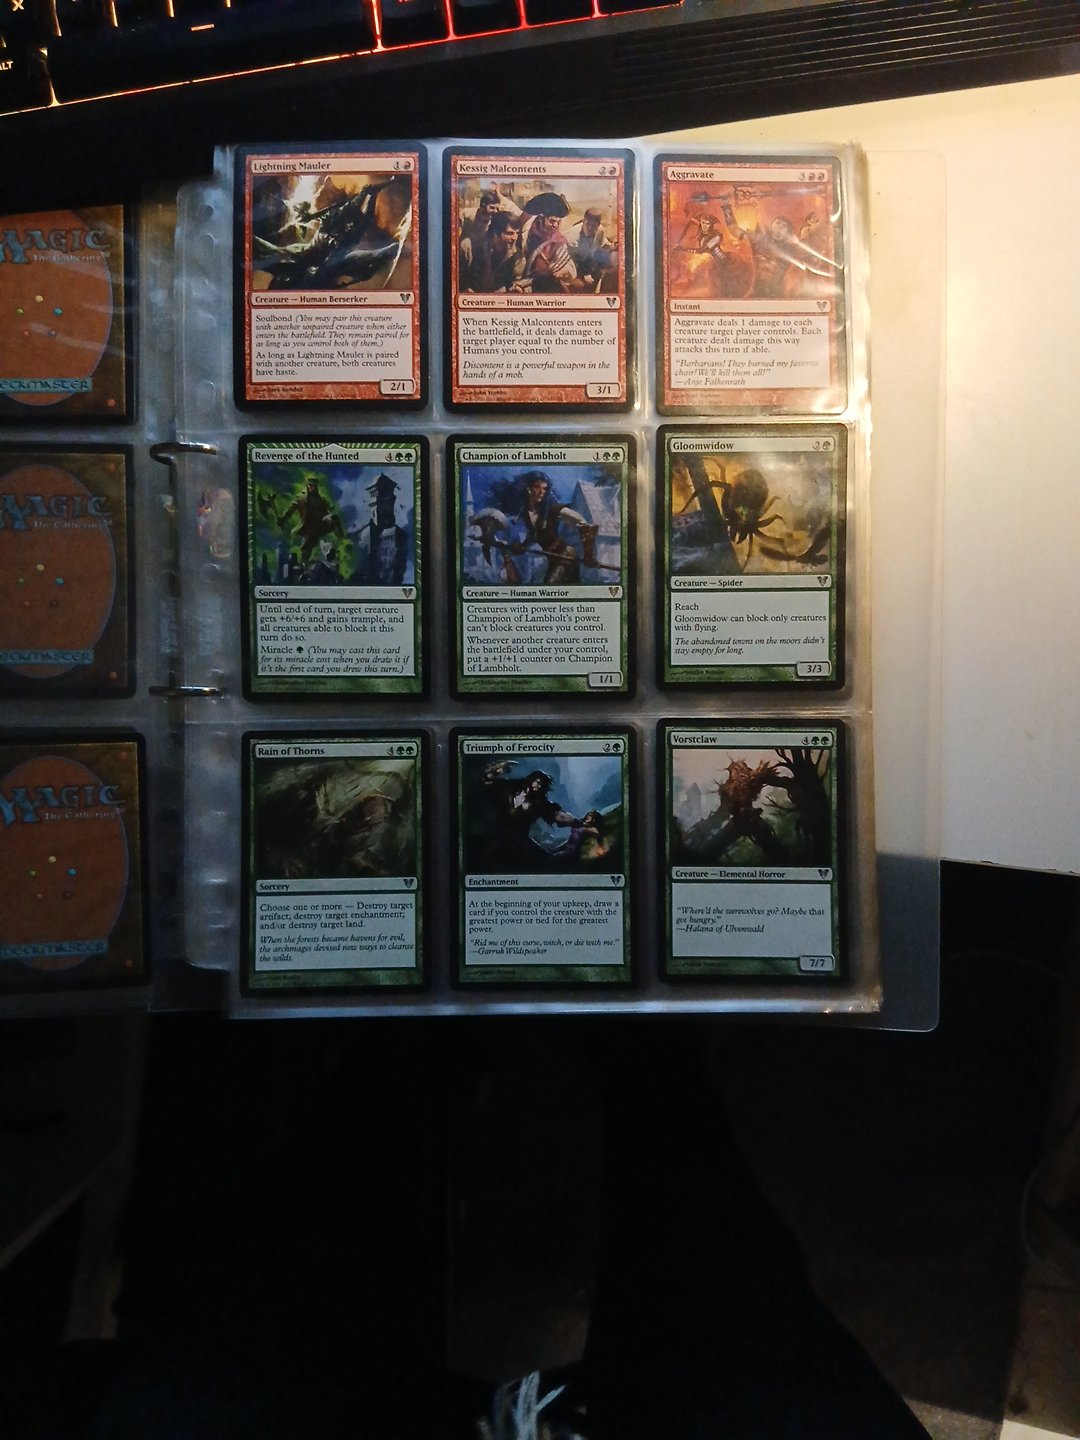 X
ALT
MAGIC
The Gathering
DECKMASTER
MAGIC
The Gathering
DECKMASTER
MAGIC
The Gathering
DECKMASTER
Lightning Mauler 1
Creature — Human Berserker
Soulbond (You may pair this creature
with another unpaired creature when either
enters the battlefield. They remain paired for
as long as you control both of them.)
As long as Lightning Mauler is paired
with another creature, both creatures
have haste.
2/1
Kessig Malcontents 2
Creature — Human Warrior
When Kessig Malcontents enters
the battlefield, it deals damage to
target player equal to the number of
Humans you control.
Discontent is a powerful weapon in the
hands of a mob.
3/1
Aggravate 3
Instant
Aggravate deals 1 damage to each
creature target player controls. Each
creature dealt damage this way
attacks this turn if able.
"Barbarians! They burned my favorite
chair! We'll kill them all!"
—Anje Falkenrath
Revenge of the Hunted 4
Sorcery
Until end of turn, target creature
gets +6/+6 and gains trample, and
all creatures able to block it this
turn do so.
Miracle (You may cast this card
for its miracle cost when you draw it if
it's the first card you drew this turn.)
Champion of Lambholt 1
Creature — Human Warrior
Creatures with power less than
Champion of Lambholt's power
can't block creatures you control.
Whenever another creature enters
the battlefield under your control,
put a +1/+1 counter on Champion
of Lambholt.
1/1
Gloomwidow 2
Creature — Spider
Reach
Gloomwidow can block only creatures
with flying.
The abandoned towns on the moors didn't
stay empty for long.
3/3
Rain of Thorns 4
Sorcery
Choose one or more — Destroy target
artifact; destroy target enchantment;
and/or destroy target land.
When the forests became havens for evil,
the archmages devised new ways to cleanse
the wilds.
Triumph of Ferocity 2
Enchantment
At the beginning of your upkeep, draw a
card if you control the creature with the
greatest power or tied for the greatest
power.
"Rid me of this curse, witch, or die with me."
—Garruk Wildspeaker
Vorstclaw 4
Creature — Elemental Horror
"Where'd the werewolves go? Maybe that
got hungry."
—Halana of Ulvenwald
7/7